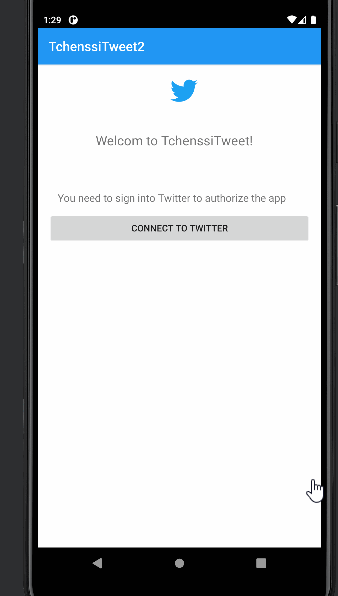 1:29
TchenssiTweet2
Welcom to TchenssiTweet!
You need to sign into Twitter to authorize the app
CONNECT TO TWITTER